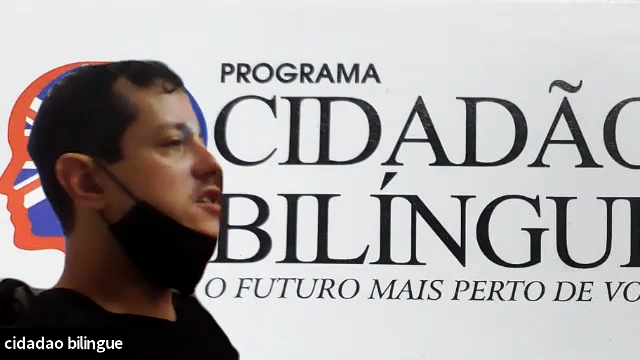 PROGRAMA
CIDADÃO
BILÍNGUE
O FUTURO MAIS PERTO DE VO
cidadao bilingue